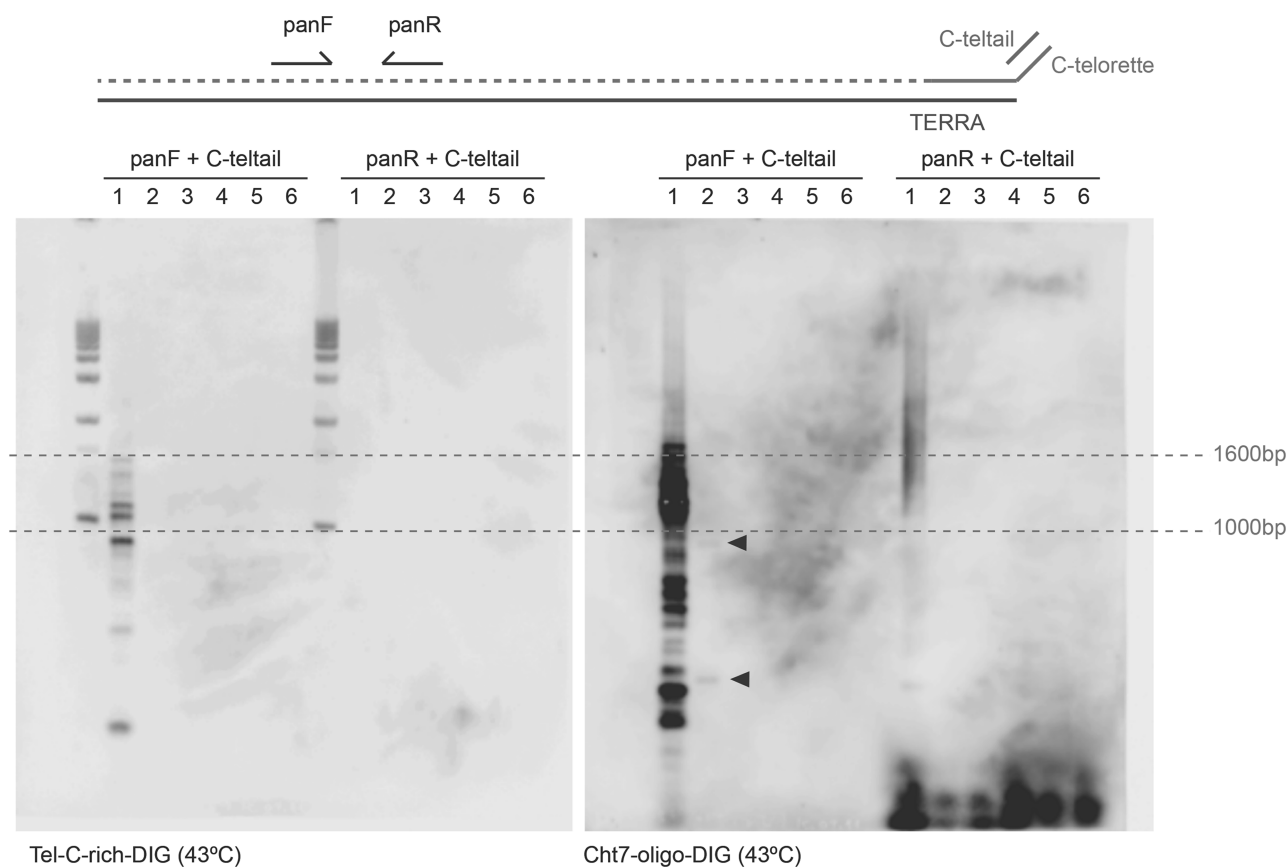 panF panR
C-teltail
C-telorette
TERRA
panF + C-teltail panR + C-teltail panF + C-teltail panR + C-teltail
1 2 3 4 5 6 1 2 3 4 5 6 1 2 3 4 5 6 1 2 3 4 5 6
1600bp
1000bp
Tel-C-rich-DIG (43ºC) Cht7-oligo-DIG (43ºC)